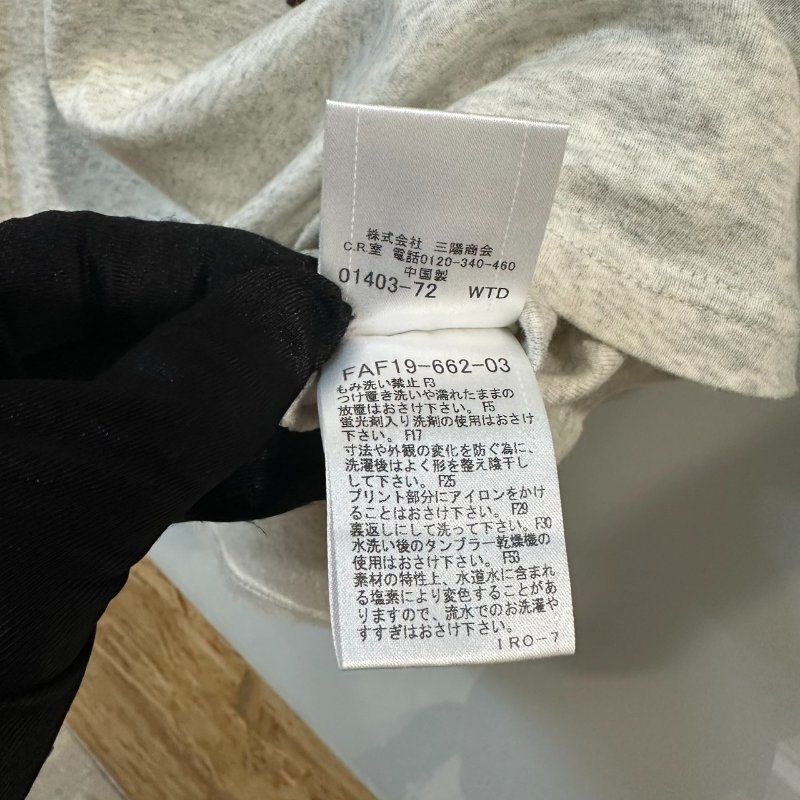 株式会社 三陽商会
C.R.室 電話0120-340-460
中国製
01403-72 WTD
FAF19-662-03
もみ洗い禁止 F3
つけ置き洗いや濡れたままの
放置はおさけ下さい。F5
蛍光剤入り洗剤の使用はおさけ
下さい。F17
寸法や外観の変化を防ぐ為に、
洗濯後はよく形を整え陰干し
して下さい。F25
プリント部分にアイロンをかけ
ることはおさけ下さい。F29
裏返しにして洗って下さい。F30
水洗い後のタンブラー乾燥機の
使用はおさけ下さい。F53
素材の特性上、水道水に含まれ
る塩素により変色することがあ
りますので、流水でのお洗濯や
すすぎはおさけ下さい。
IRO-7